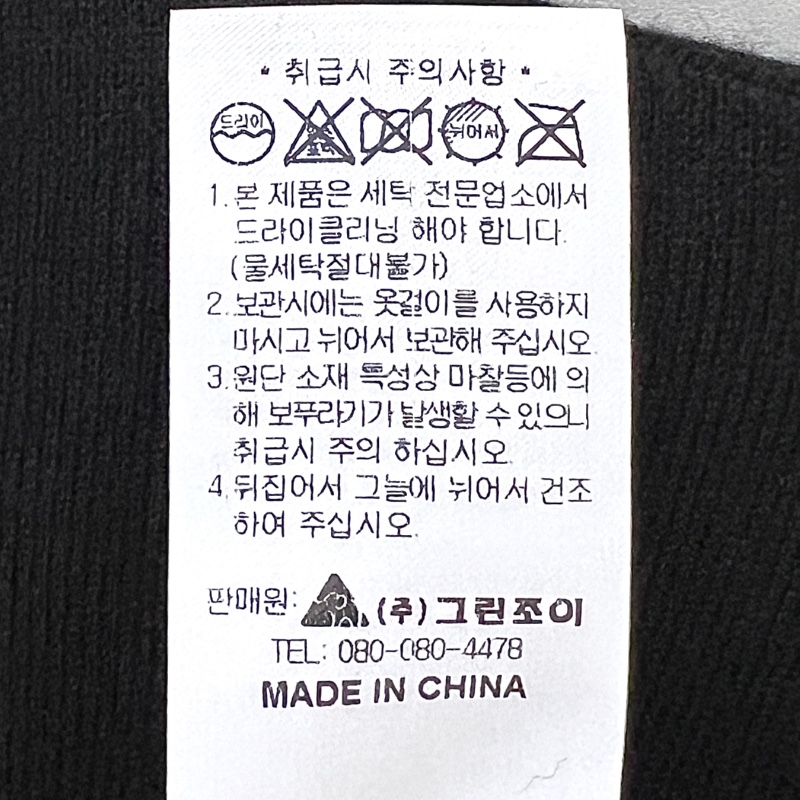 * 취급시 주의사항 *
드라이 염소표백 뉘어서
1. 본 제품은 세탁 전문업소에서
드라이클리닝 해야 합니다.
(물세탁절대불가)
2. 보관시에는 옷걸이를 사용하지
마시고 뉘어서 보관해 주십시오.
3. 원단 소재 특성상 마찰등에 의
해 보푸라기가 발생할 수 있으니
취급시 주의 하십시오.
4. 뒤집어서 그늘에 뉘어서 건조
하여 주십시오.
판매원: (주)그린조이
TEL: 080-080-4478
MADE IN CHINA